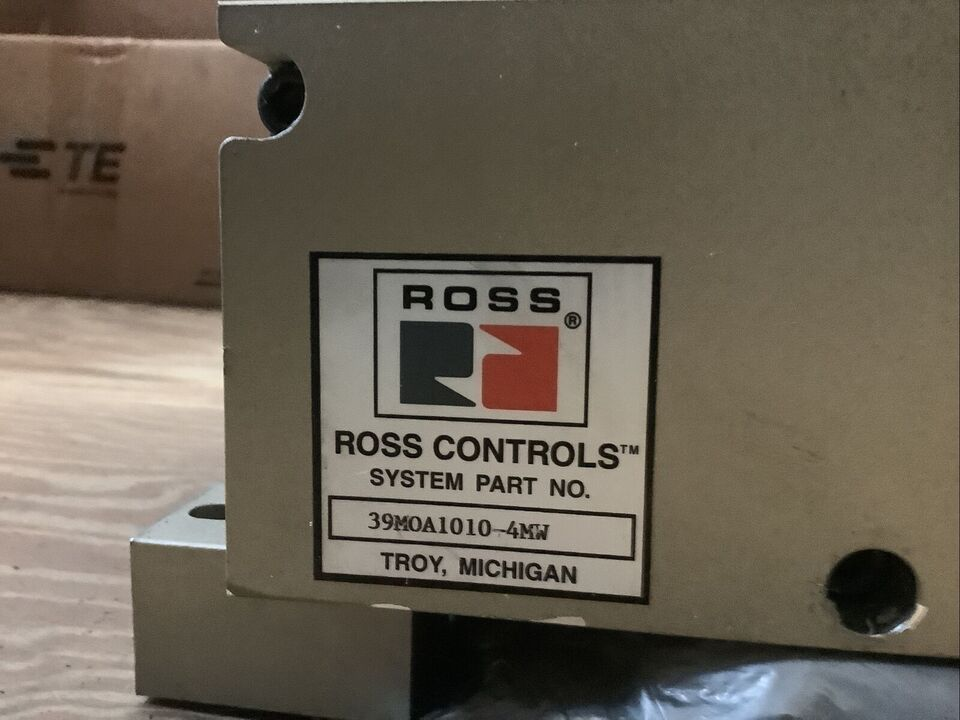 TE
ROSS
®
ROSS CONTROLS™
SYSTEM PART NO.
39MOA1010-4MW
TROY, MICHIGAN